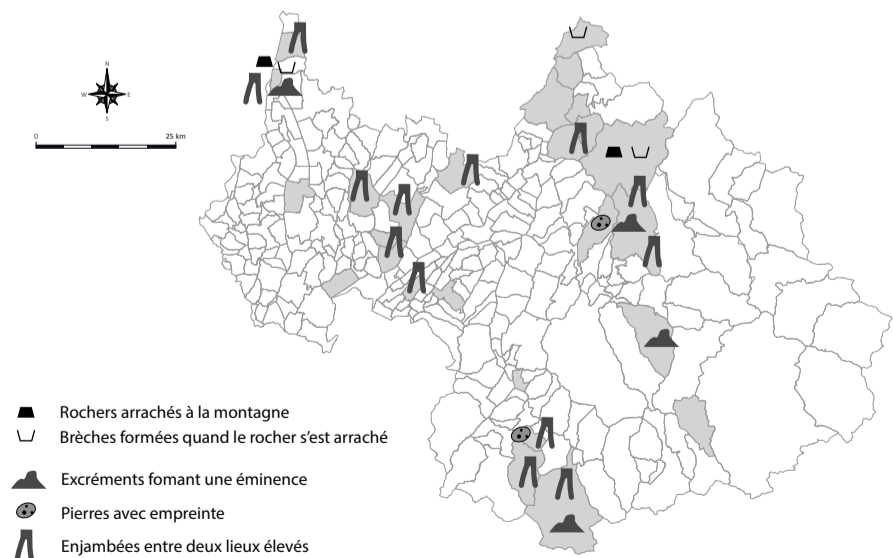 N
W E
S
0 25 km
Rochers arrachés à la montagne
Brèches formées quand le rocher s'est arraché
Excréments fomant une éminence
Pierres avec empreinte
Enjambées entre deux lieux élevés